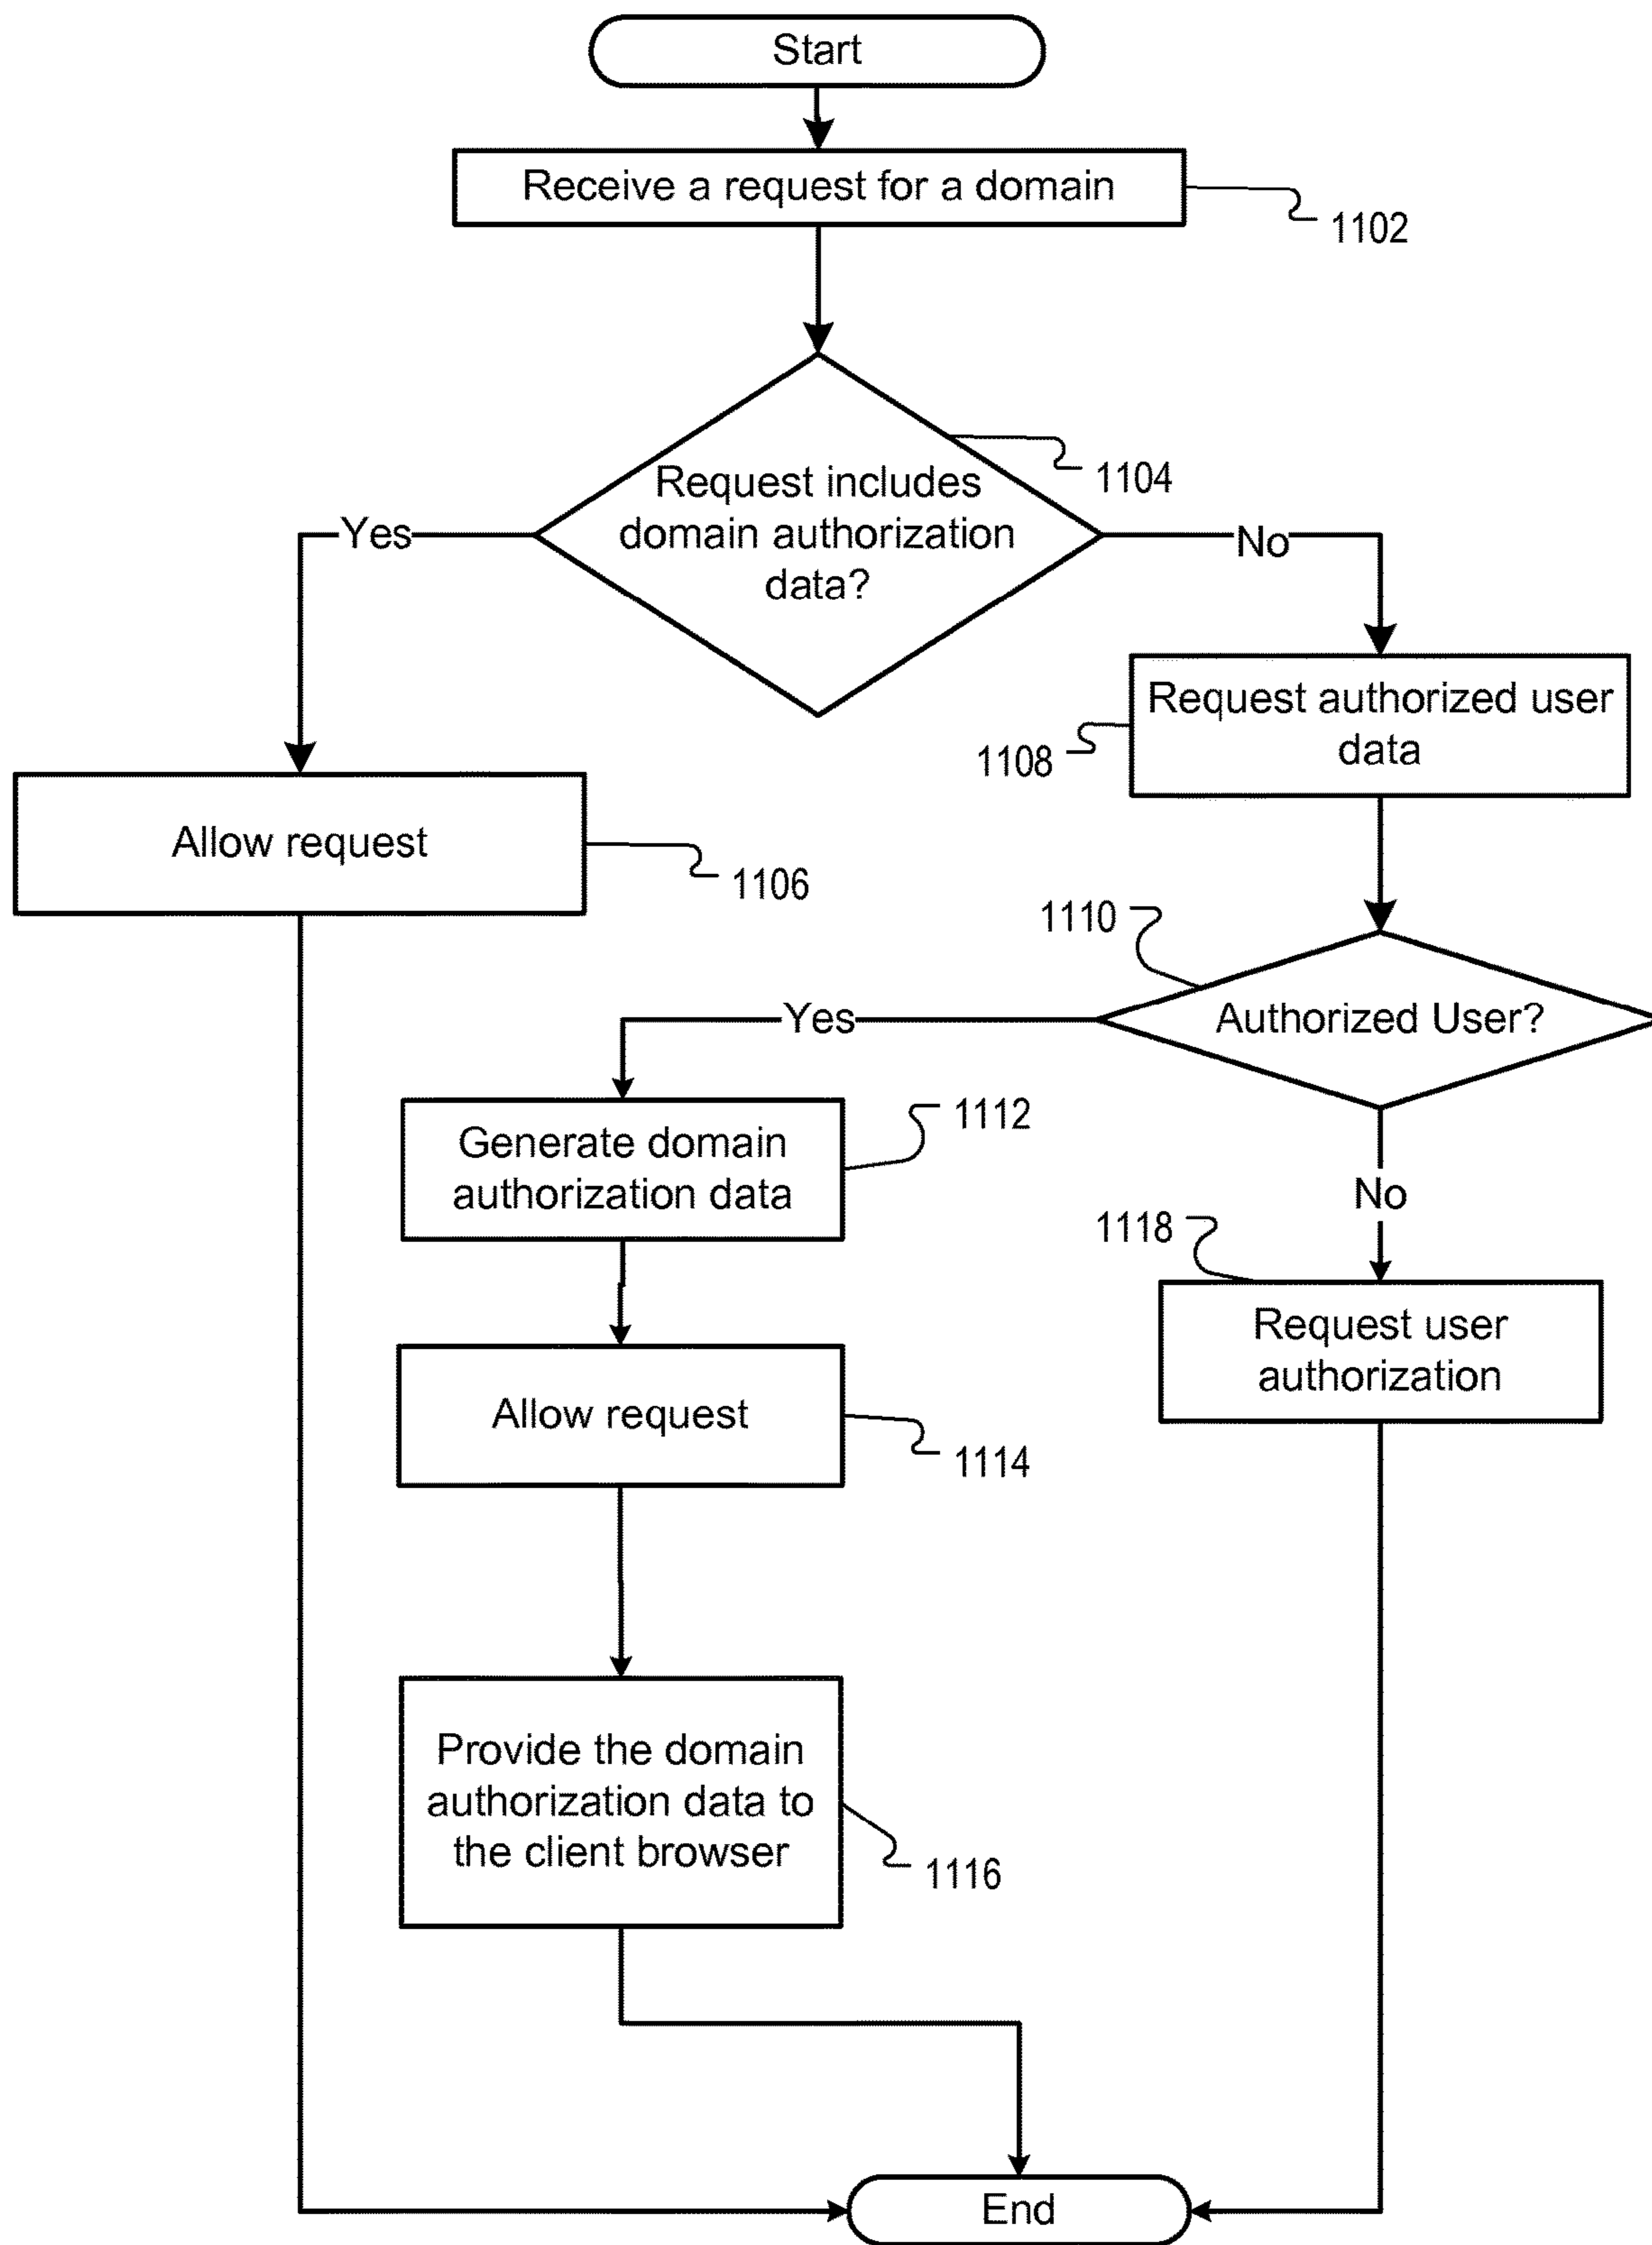 Start
Receive a request for a domain
1102
Request includes
domain authorization
data?
1104
Yes
No
Request authorized user
data
1108
Allow request
1106
1110
Authorized User?
Yes
Generate domain
authorization data
1112
No
1118
Request user
authorization
Allow request
1114
Provide the domain
authorization data to
the client browser
1116
End